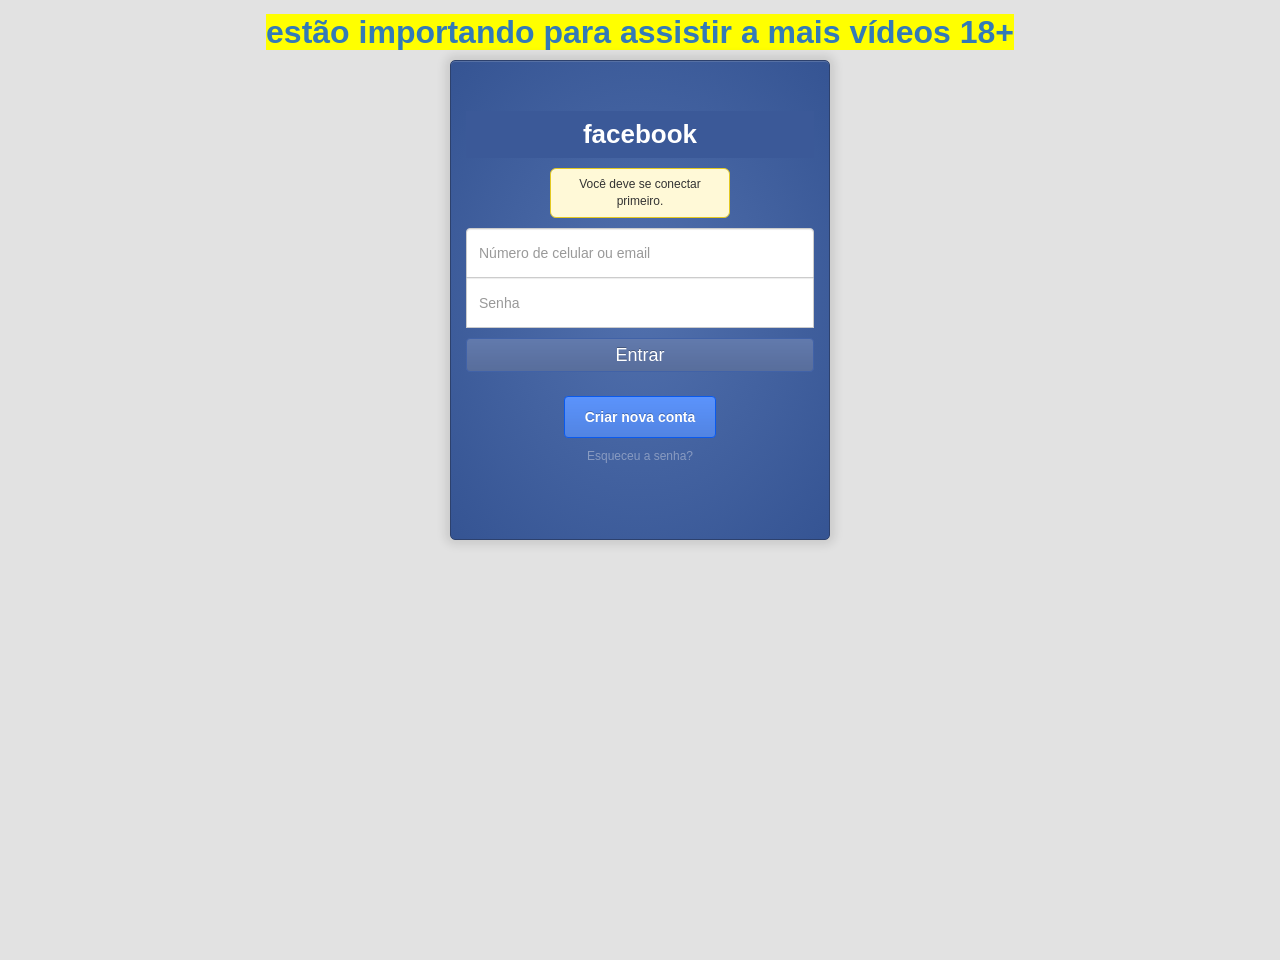 estão importando para assistir a mais vídeos 18+
facebook
Você deve se conectar
primeiro.
Número de celular ou email
Senha
Entrar
Criar nova conta
Esqueceu a senha?